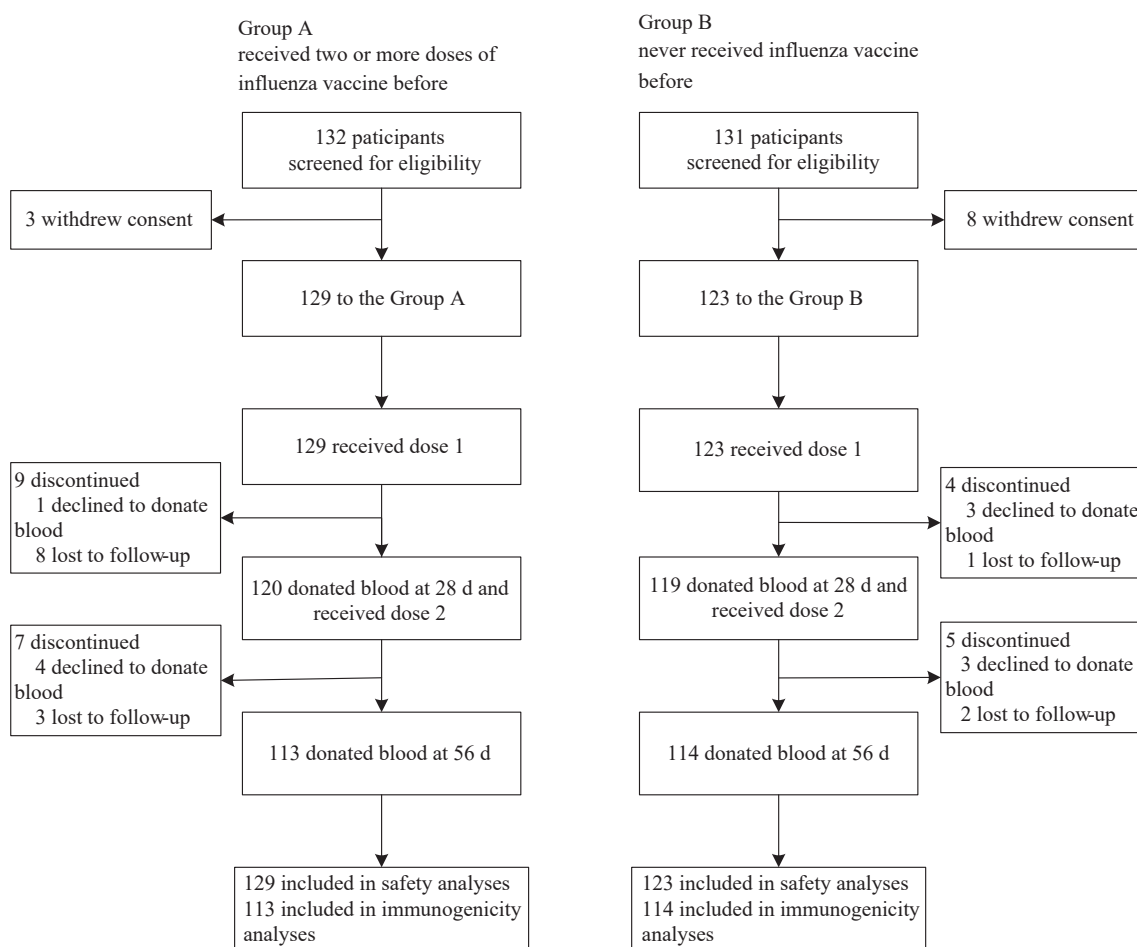 Group A
received two or more doses of
influenza vaccine before
Group B
never received influenza vaccine
before
132 paticipants
screened for eligibility
131 paticipants
screened for eligibility
3 withdrew consent
8 withdrew consent
129 to the Group A
123 to the Group B
129 received dose 1
123 received dose 1
9 discontinued
1 declined to donate
blood
8 lost to follow-up
4 discontinued
3 declined to donate
blood
1 lost to follow-up
120 donated blood at 28 d and
received dose 2
119 donated blood at 28 d and
received dose 2
7 discontinued
4 declined to donate
blood
3 lost to follow-up
5 discontinued
3 declined to donate
blood
2 lost to follow-up
113 donated blood at 56 d
114 donated blood at 56 d
129 included in safety analyses
113 included in immunogenicity
analyses
123 included in safety analyses
114 included in immunogenicity
analyses